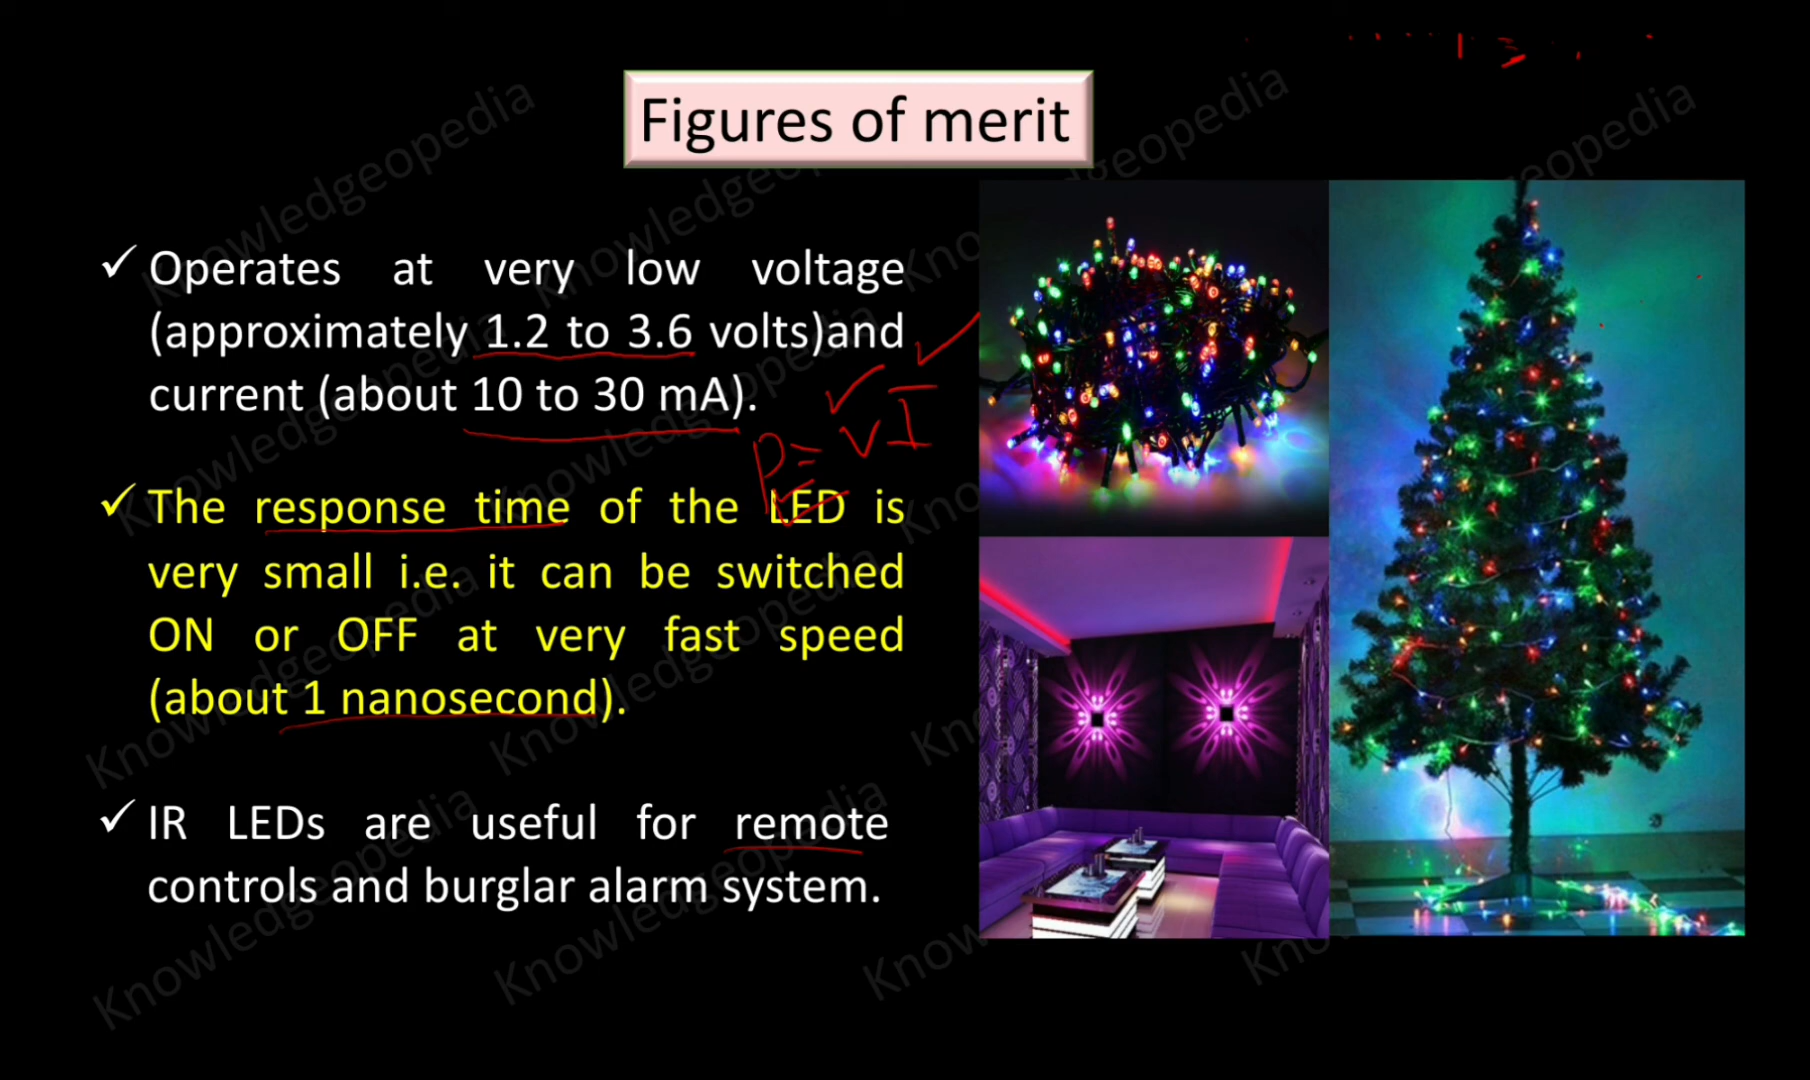 Figures of merit
✓ Operates at very low voltage
(approximately 1.2 to 3.6 volts)and
current (about 10 to 30 mA).
P = VI
✓ The response time of the LED is
very small i.e. it can be switched
ON or OFF at very fast speed
(about 1 nanosecond).
✓ IR LEDs are useful for remote
controls and burglar alarm system.
Knowledgeopedia